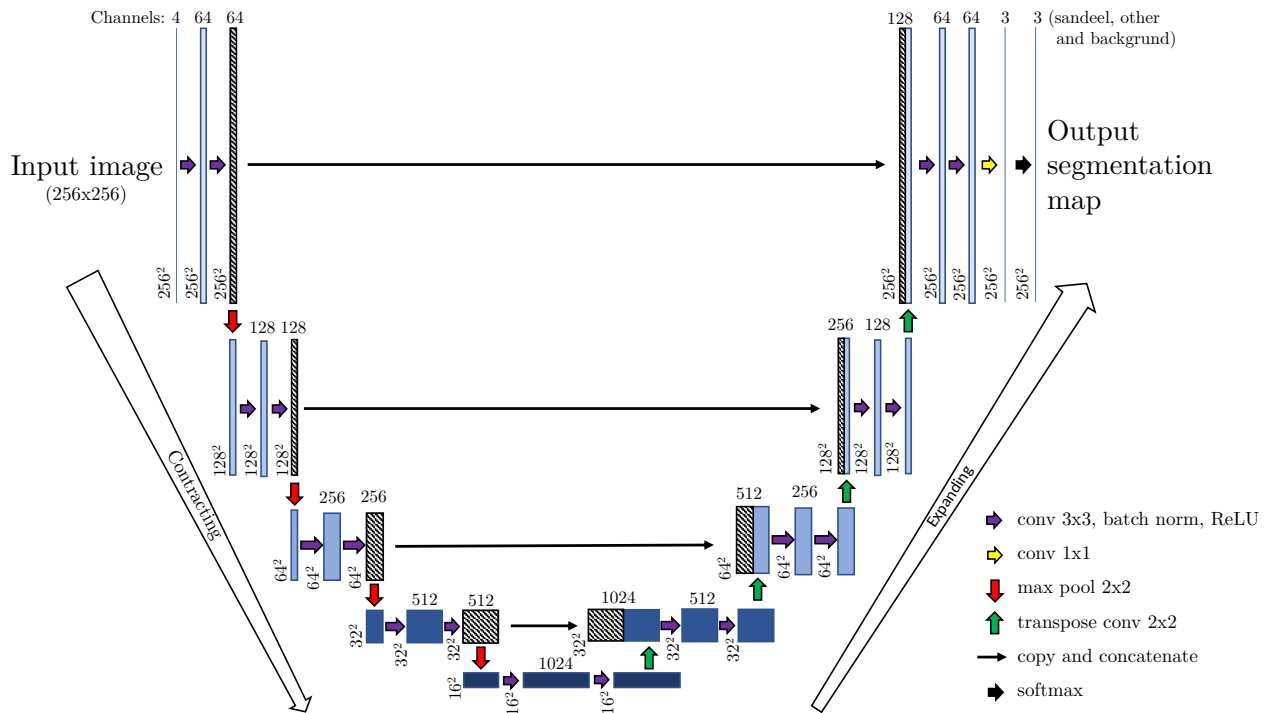 Channels: 4 64 64 128 64 64 3 3 (sandeel, other
and backgrund)
Input image
(256x256)
Output
segmentation
map
256² 256² 256² 256² 256² 256² 256²
128 128 256 128
128² 128² 128² 128² 128² 128²
Contracting
Expanding
256 256 512 256
64² 64² 64² 64² 64² 64²
512 512 1024 512
32² 32² 32² 32² 32² 32²
1024
16² 16² 16²
conv 3x3, batch norm, ReLU
conv 1x1
max pool 2x2
transpose conv 2x2
copy and concatenate
softmax